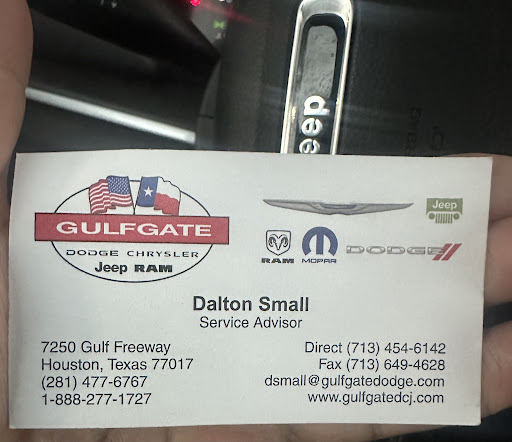 Jeep
GULFGATE
DODGE CHRYSLER
Jeep RAM
Jeep
RAM
MOPAR
DODGE
Dalton Small
Service Advisor
7250 Gulf Freeway
Houston, Texas 77017
(281) 477-6767
1-888-277-1727
Direct (713) 454-6142
Fax (713) 649-4628
dsmall@gulfgatedodge.com
www.gulfgatedcj.com